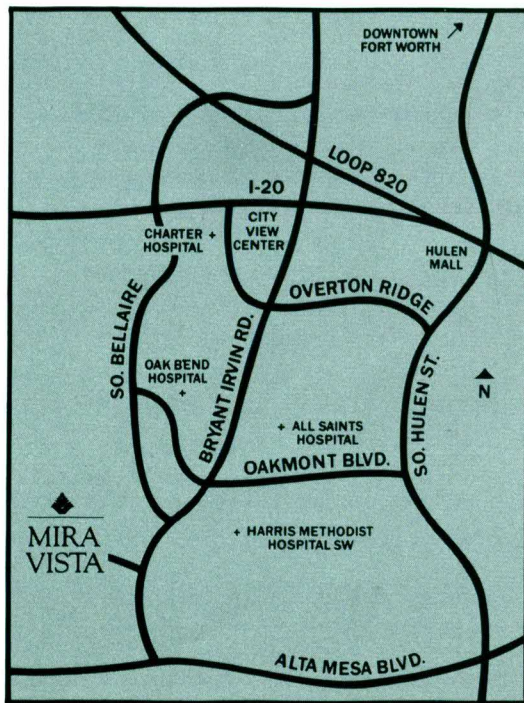 DOWNTOWN
FORT WORTH
LOOP 820
I-20
CHARTER +
HOSPITAL
CITY
VIEW
CENTER
HULEN
MALL
OVERTON RIDGE
SO. BELLAIRE
BRYANT IRVIN RD.
OAK BEND
HOSPITAL
+
SO. HULEN ST.
N
+ ALL SAINTS
HOSPITAL
OAKMONT BLVD.
MIRA
VISTA
+ HARRIS METHODIST
HOSPITAL SW
ALTA MESA BLVD.